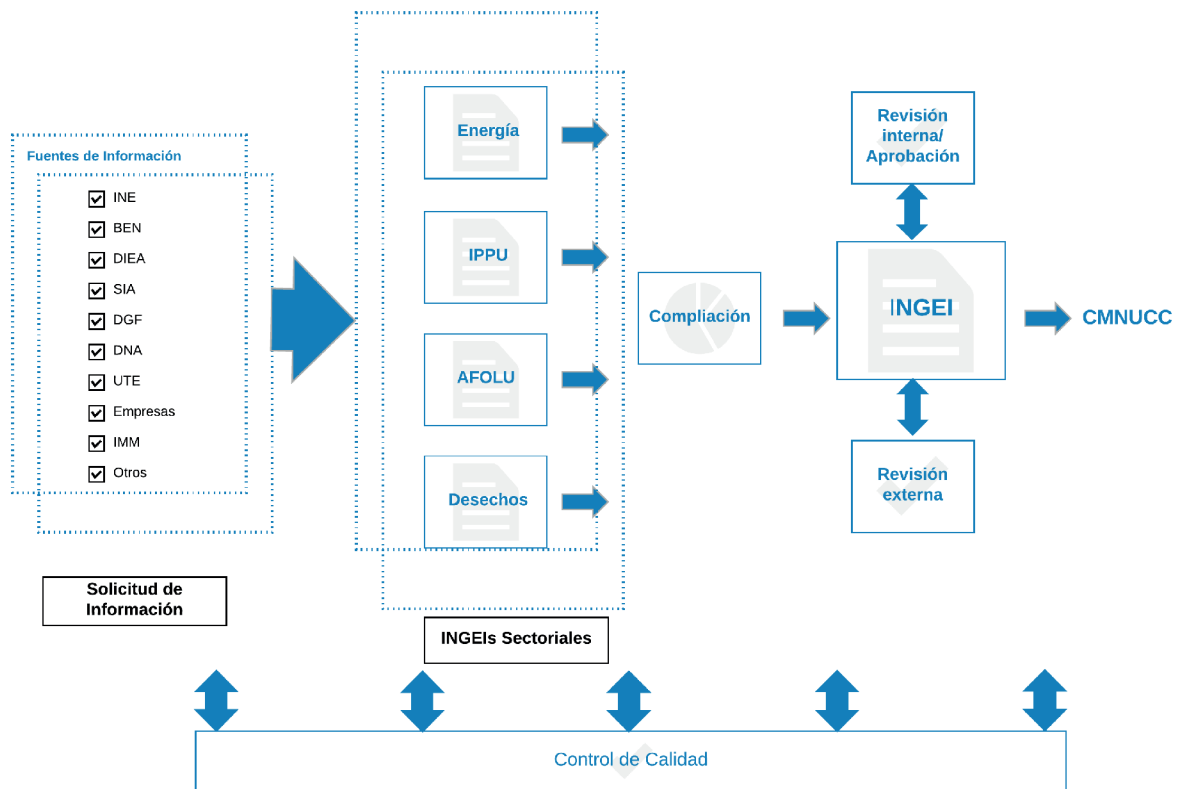 Fuentes de Información
INE
BEN
DIEA
SIA
DGF
DNA
UTE
Empresas
IMM
Otros
Solicitud de
Información
Energía
IPPU
AFOLU
Desechos
INGEIs Sectoriales
Compliación
Revisión
interna/
Aprobación
INGEI
CMNUCC
Revisión
externa
Control de Calidad